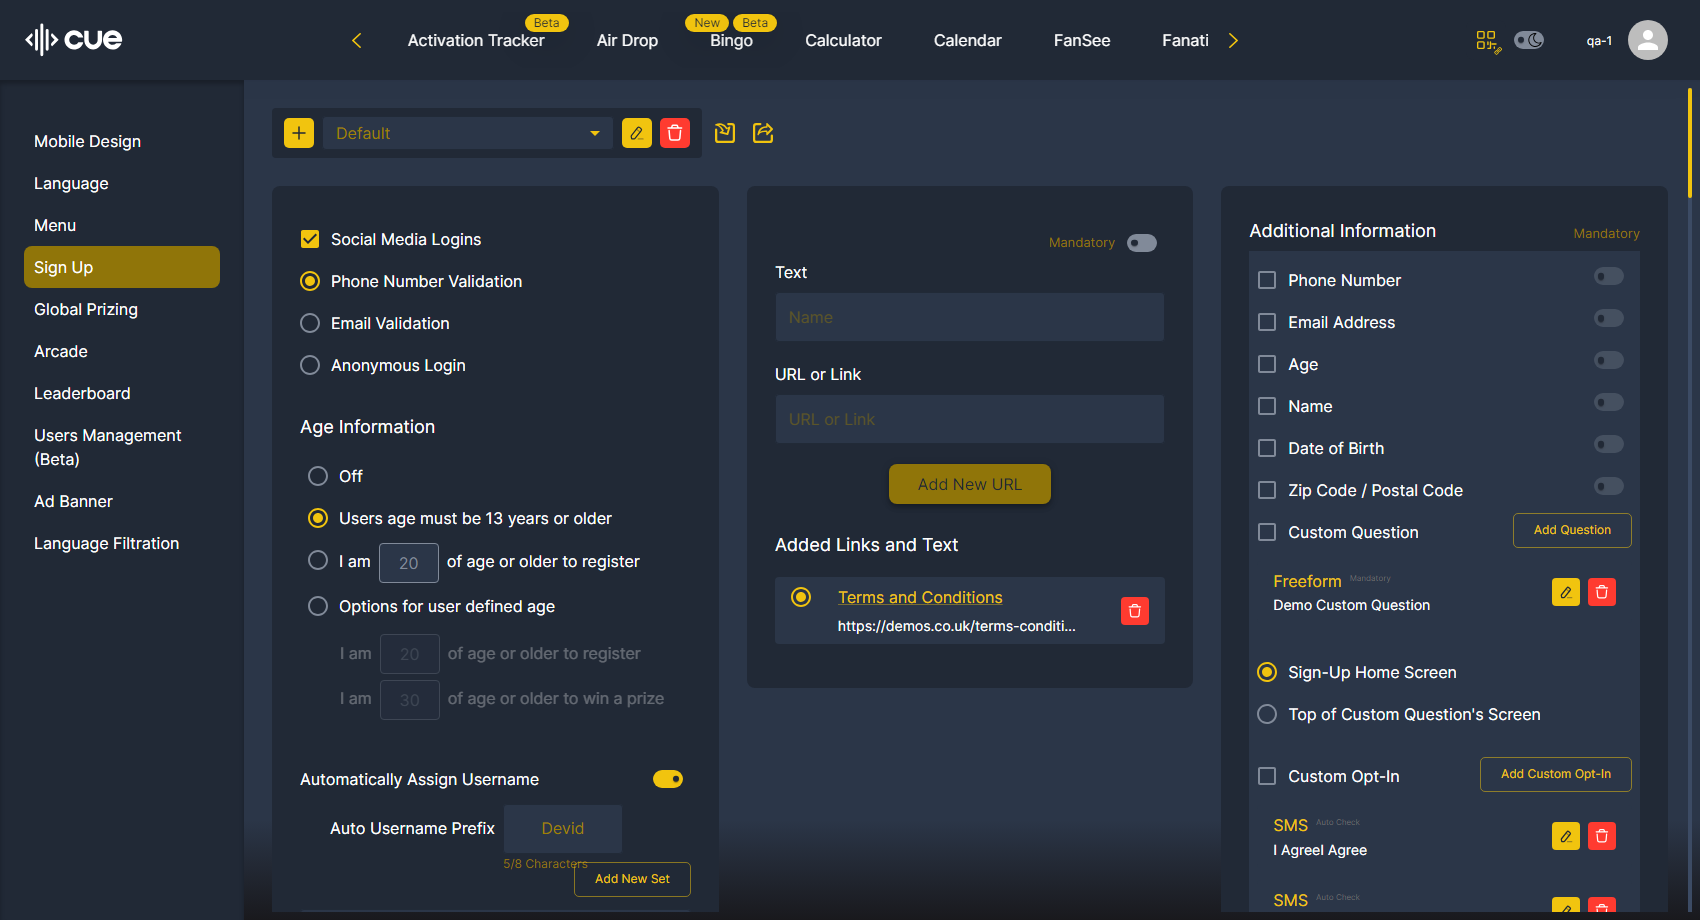 cue
Activation Tracker
Beta
Air Drop
New
Beta
Bingo
Calculator
Calendar
FanSee
Fanati
qa-1
Mobile Design
Language
Menu
Sign Up
Global Prizing
Arcade
Leaderboard
Users Management
(Beta)
Ad Banner
Language Filtration
Default
Social Media Logins
Phone Number Validation
Email Validation
Anonymous Login
Age Information
Off
Users age must be 13 years or older
I am 20 of age or older to register
Options for user defined age
I am 20 of age or older to register
I am 30 of age or older to win a prize
Automatically Assign Username
Auto Username Prefix Devid
5/8 Characters
Add New Set
Mandatory
Text
Name
URL or Link
URL or Link
Add New URL
Added Links and Text
Terms and Conditions
https://demos.co.uk/terms-conditi...
Additional Information
Mandatory
Phone Number
Email Address
Age
Name
Date of Birth
Zip Code / Postal Code
Custom Question
Add Question
Freeform Mandatory
Demo Custom Question
Sign-Up Home Screen
Top of Custom Question's Screen
Custom Opt-In
Add Custom Opt-In
SMS Auto Check
I AgreeI Agree
SMS Auto Check